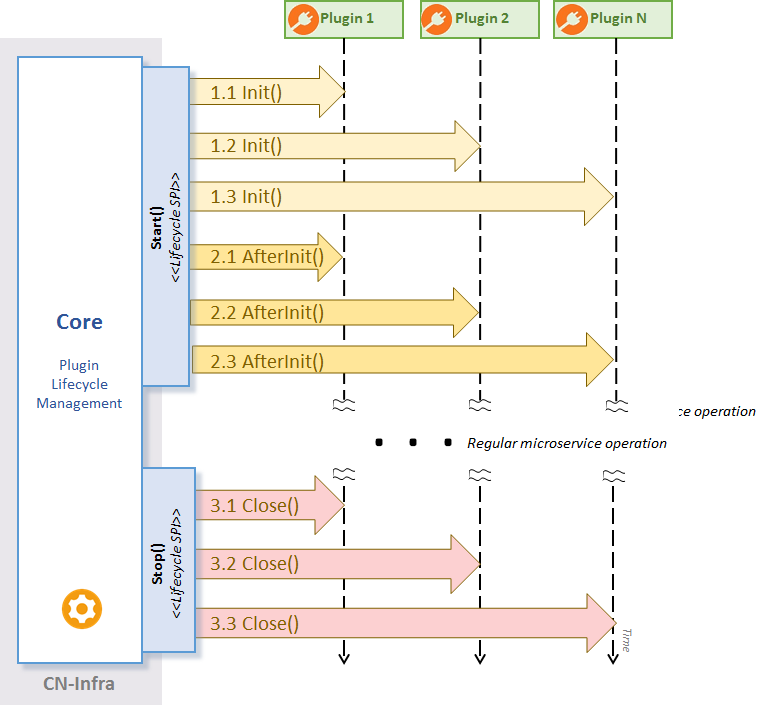 Plugin 1
Plugin 2
Plugin N
1.1 Init()
1.2 Init()
1.3 Init()
Start()
<<Lifecycle SPI>>
2.1 AfterInit()
2.2 AfterInit()
2.3 AfterInit()
Core
Plugin
Lifecycle
Management
operation
Regular microservice operation
3.1 Close()
Stop()
<<Lifecycle SPI>>
3.2 Close()
3.3 Close()
Time
CN-Infra